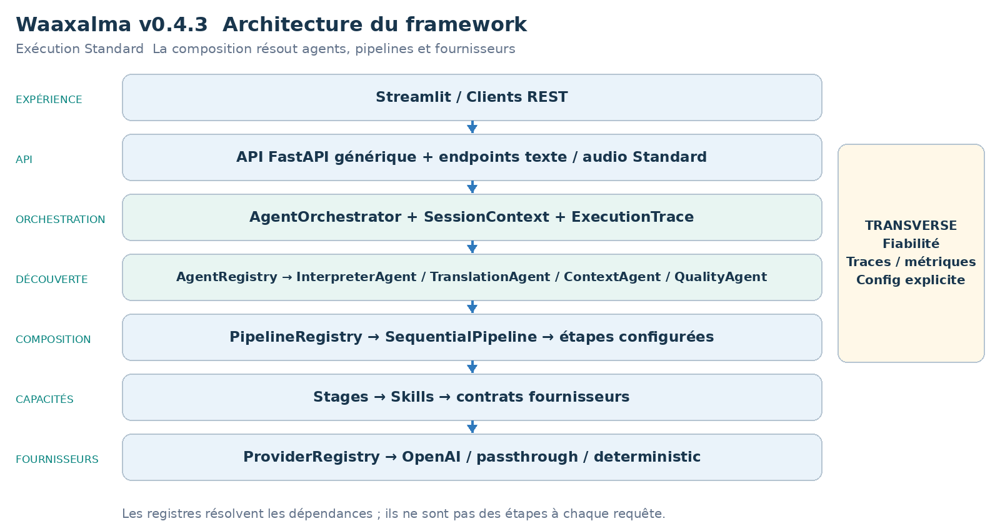 Waaxalma v0.4.3  Architecture du framework
Exécution Standard  La composition résout agents, pipelines et fournisseurs
EXPÉRIENCE
Streamlit / Clients REST
API
API FastAPI générique + endpoints texte / audio Standard
ORCHESTRATION
AgentOrchestrator + SessionContext + ExecutionTrace
DÉCOUVERTE
AgentRegistry → InterpreterAgent / TranslationAgent / ContextAgent / QualityAgent
COMPOSITION
PipelineRegistry → SequentialPipeline → étapes configurées
CAPACITÉS
Stages → Skills → contrats fournisseurs
FOURNISSEURS
ProviderRegistry → OpenAI / passthrough / deterministic
TRANSVERSE
Fiabilité
Traces / métriques
Config explicite
Les registres résolvent les dépendances ; ils ne sont pas des étapes à chaque requête.